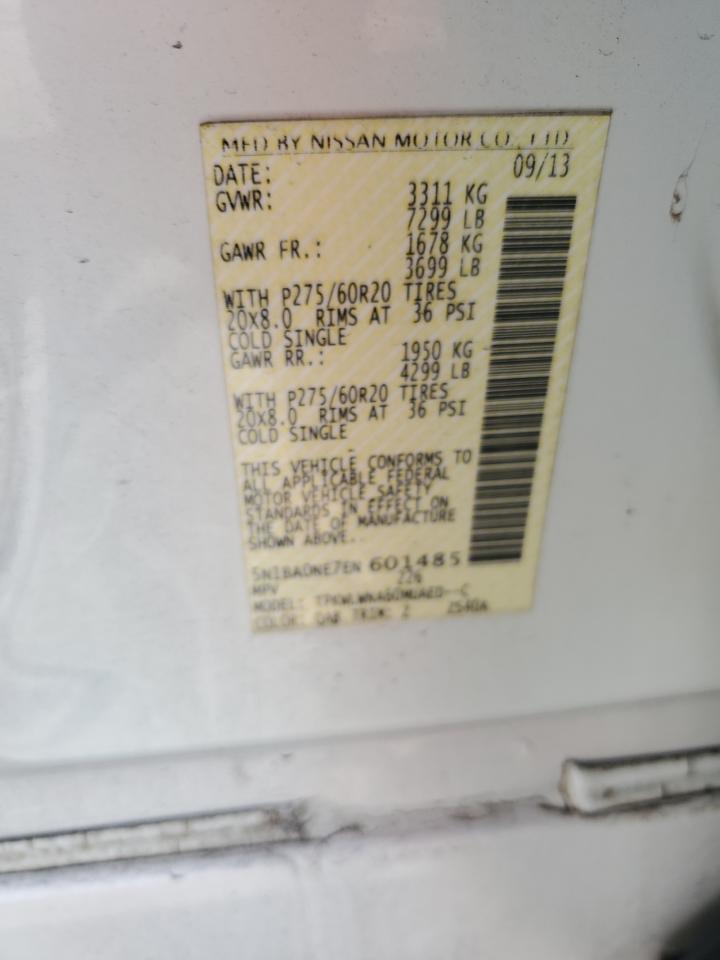 MFD BY NISSAN MOTOR CO., LTD
DATE: 09/13
GVWR: 3311 KG
7299 LB
GAWR FR.: 1678 KG
3699 LB
WITH P275/60R20 TIRES
20X8.0 RIMS AT 36 PSI
COLD SINGLE
GAWR RR.: 1950 KG
4299 LB
WITH P275/60R20 TIRES
20X8.0 RIMS AT 36 PSI
COLD SINGLE
THIS VEHICLE CONFORMS TO
ALL APPLICABLE FEDERAL
MOTOR VEHICLE SAFETY
STANDARDS IN EFFECT ON
THE DATE OF MANUFACTURE
SHOWN ABOVE..
5N1BA0NE7EN 601485
MPV 226
MODEL:
COLOR: QAB TRIM: Z